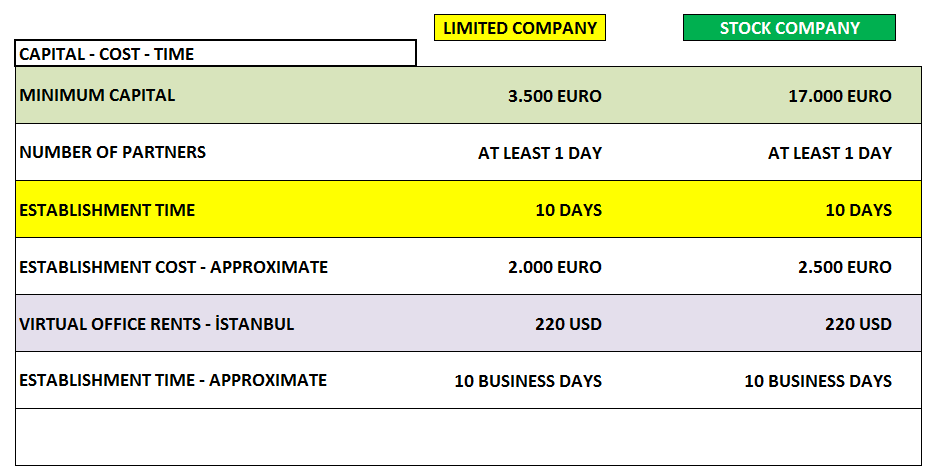 LIMITED COMPANY STOCK COMPANY
CAPITAL - COST - TIME
MINIMUM CAPITAL 3.500 EURO 17.000 EURO
NUMBER OF PARTNERS AT LEAST 1 DAY AT LEAST 1 DAY
ESTABLISHMENT TIME 10 DAYS 10 DAYS
ESTABLISHMENT COST - APPROXIMATE 2.000 EURO 2.500 EURO
VIRTUAL OFFICE RENTS - İSTANBUL 220 USD 220 USD
ESTABLISHMENT TIME - APPROXIMATE 10 BUSINESS DAYS 10 BUSINESS DAYS